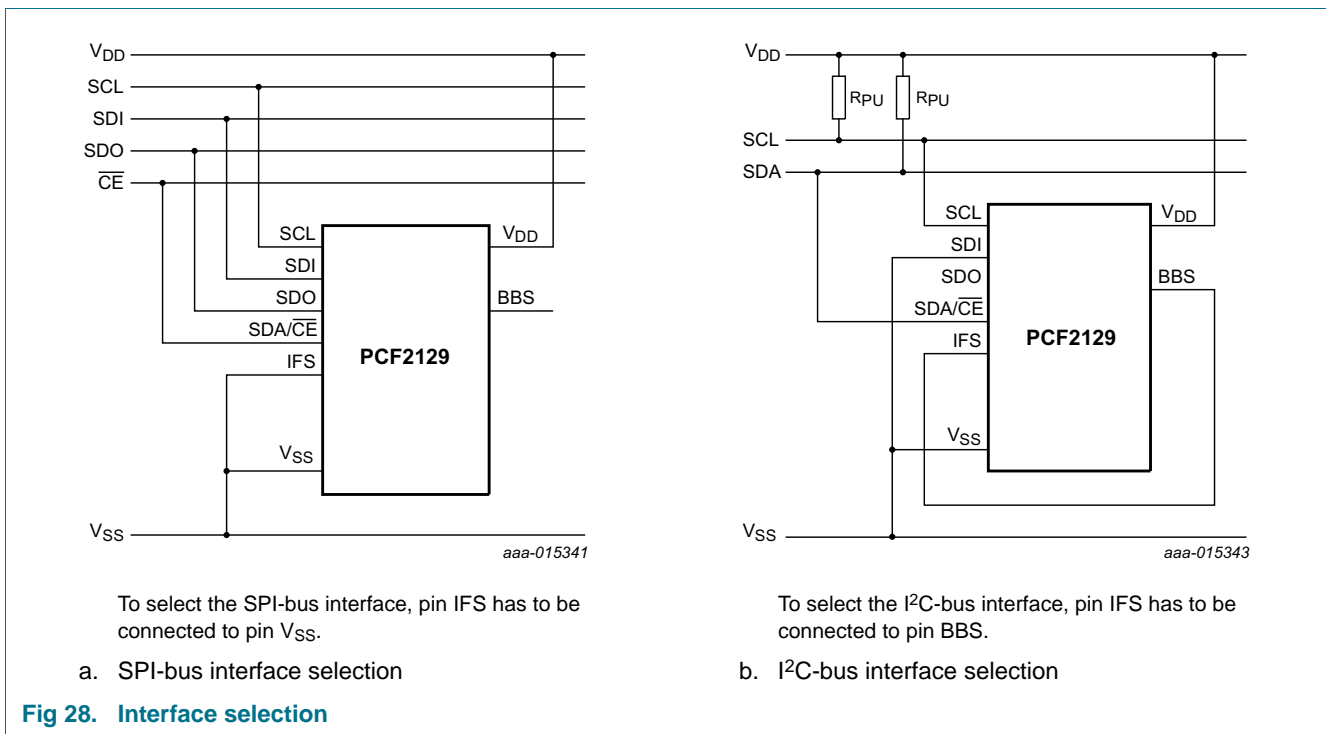 VDD
SCL
SDI
SDO
CE
SCL
SDI
SDO
SDA/CE
IFS
VSS
VDD
BBS
PCF2129
VSS
aaa-015341
To select the SPI-bus interface, pin IFS has to be
connected to pin VSS.
a. SPI-bus interface selection
VDD
RPU RPU
SCL
SDA
SCL
SDI
SDO
SDA/CE
IFS
VSS
VDD
BBS
PCF2129
VSS
aaa-015343
To select the I2C-bus interface, pin IFS has to be
connected to pin BBS.
b. I2C-bus interface selection
Fig 28. Interface selection